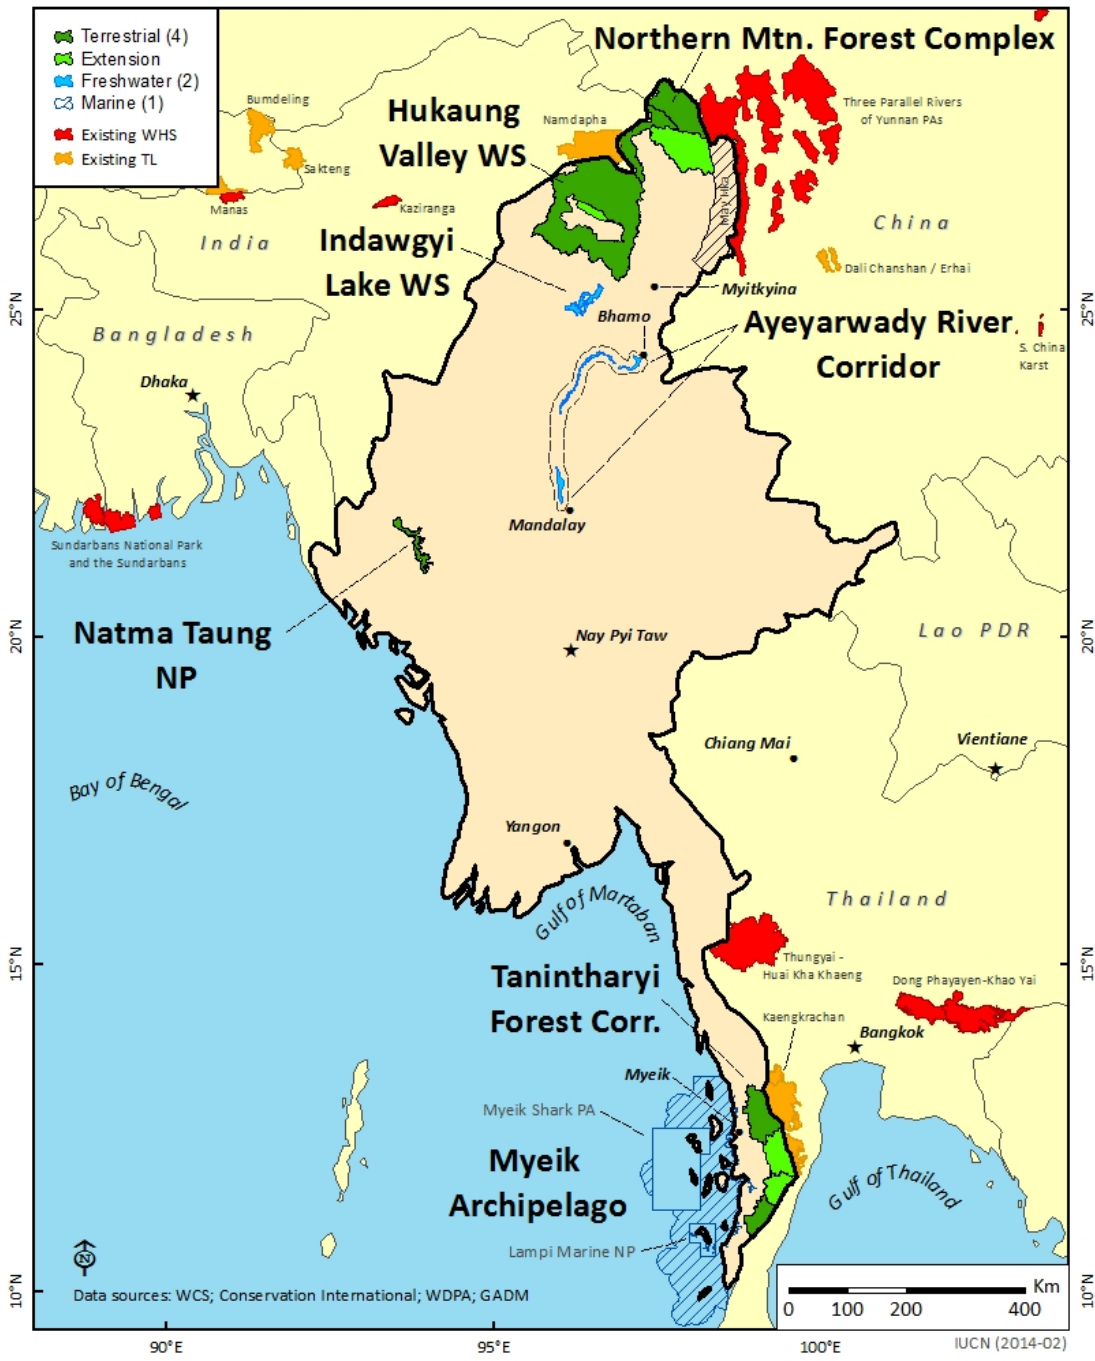 Terrestrial (4)
Extension
Freshwater (2)
Marine (1)
Existing WHS
Existing TL
Northern Mtn. Forest Complex
Hukaung
Valley WS
Bumdeling
Namdapha
Three Parallel Rivers
of Yunnan PAs
Sakteng
Manas
Kaziranga
May Hka
India
China
Indawgyi
Lake WS
Dali Chanshan / Erhai
Myitkyina
25°N
25°N
Bhamo
Ayeyarwady River
Corridor
Bangladesh
S. China
Karst
Dhaka
Mandalay
Sundarbans National Park
and the Sundarbans
Natma Taung
NP
Nay Pyi Taw
Lao PDR
20°N
20°N
Chiang Mai
Vientiane
Bay of Bengal
Yangon
Gulf of Martaban
Thailand
15°N
15°N
Thungyai -
Huai Kha Khaeng
Dong Phayayen-Khao Yai
Tanintharyi
Forest Corr.
Kaengkrachan
Bangkok
Myeik
Myeik Shark PA
Myeik
Archipelago
Gulf of Thailand
Lampi Marine NP
N
10°N
10°N
Data sources: WCS; Conservation International; WDPA; GADM
Km
0 100 200 400
90°E 95°E 100°E
IUCN (2014-02)